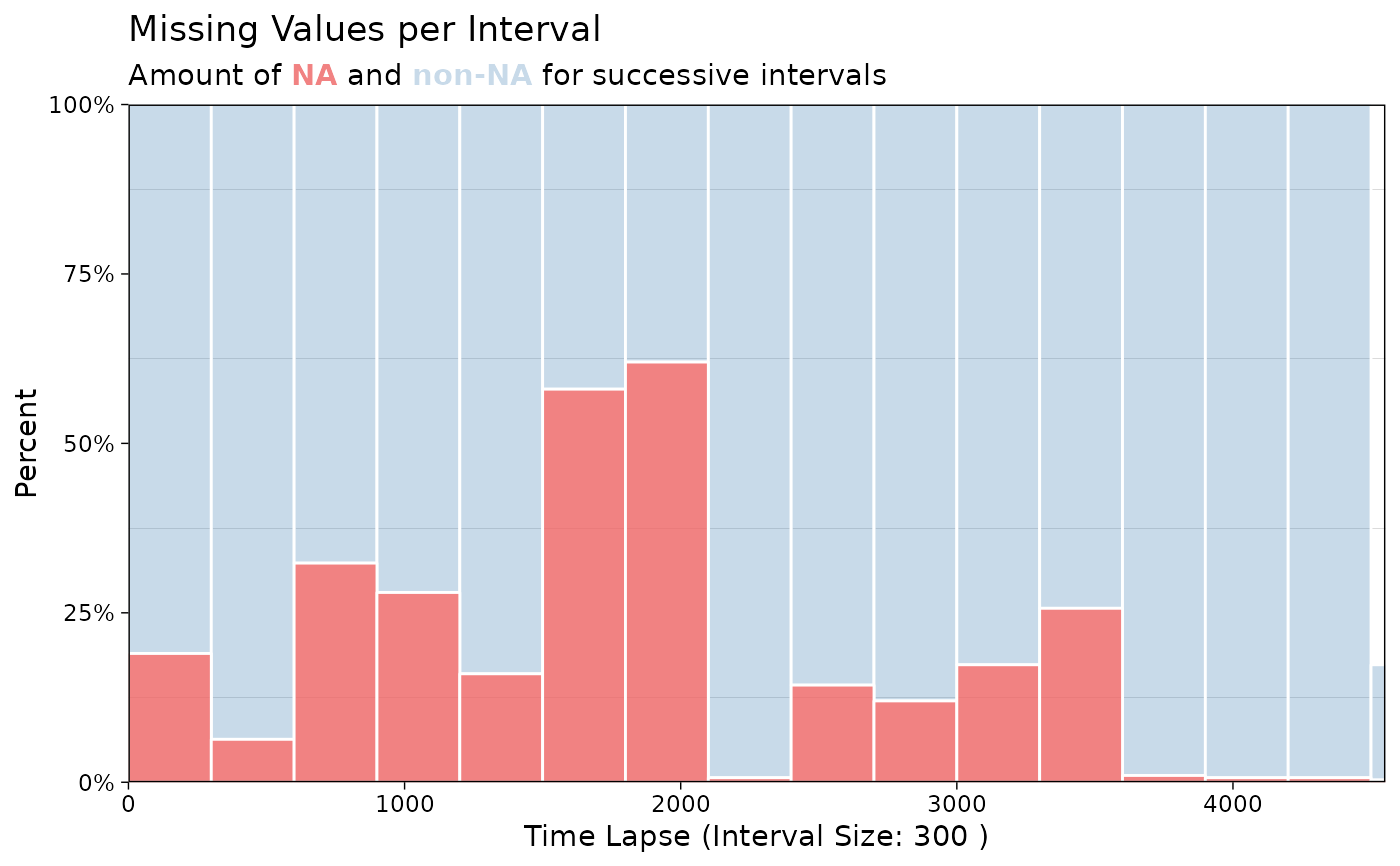 Missing Values per Interval
Amount of NA and non-NA for successive intervals
100%
75%
50%
25%
0%
Percent
0 1000 2000 3000 4000
Time Lapse (Interval Size: 300 )